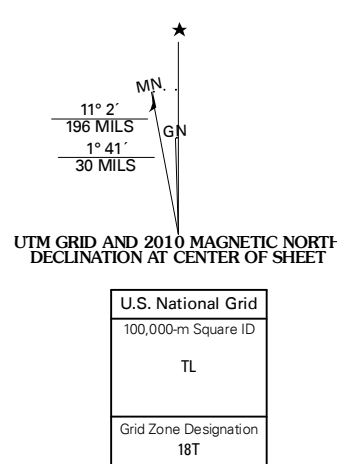 ★
MN
11° 2´
196 MILS
GN
1° 41´
30 MILS
UTM GRID AND 2010 MAGNETIC NORTH
DECLINATION AT CENTER OF SHEET
U.S. National Grid
100,000-m Square ID
TL
Grid Zone Designation
18T